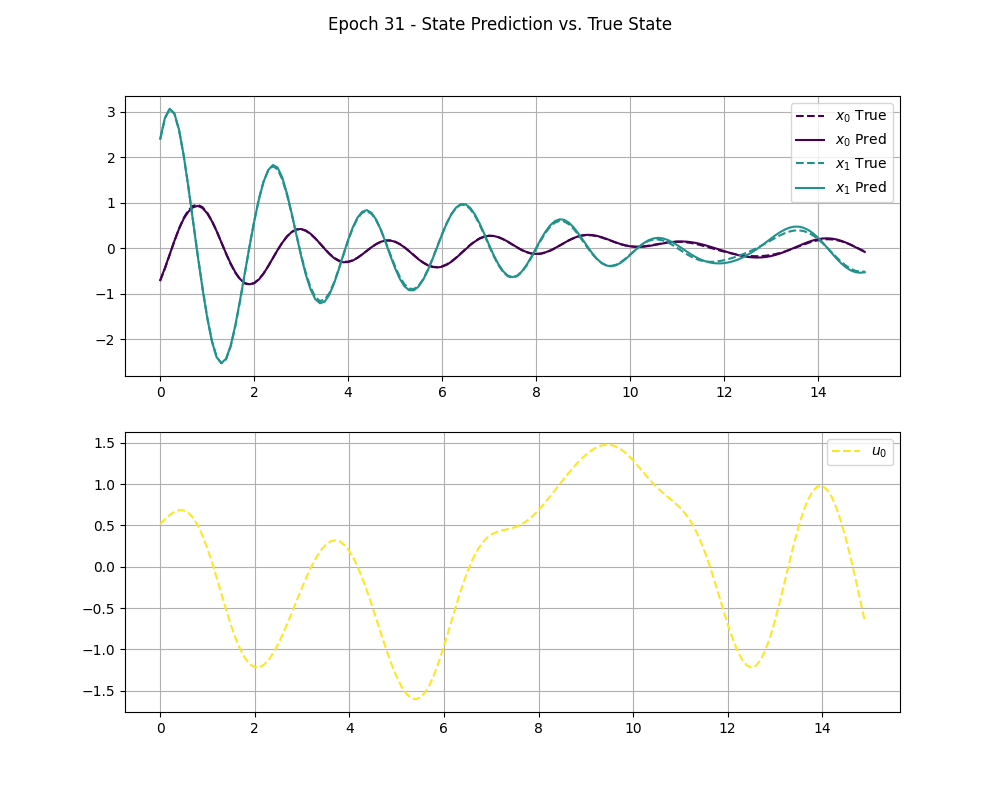 Epoch 31 - State Prediction vs. True State
3
2
1
0
−1
−2
x₀ True
x₀ Pred
x₁ True
x₁ Pred
0 2 4 6 8 10 12 14
1.5
1.0
0.5
0.0
−0.5
−1.0
−1.5
u₀
0 2 4 6 8 10 12 14